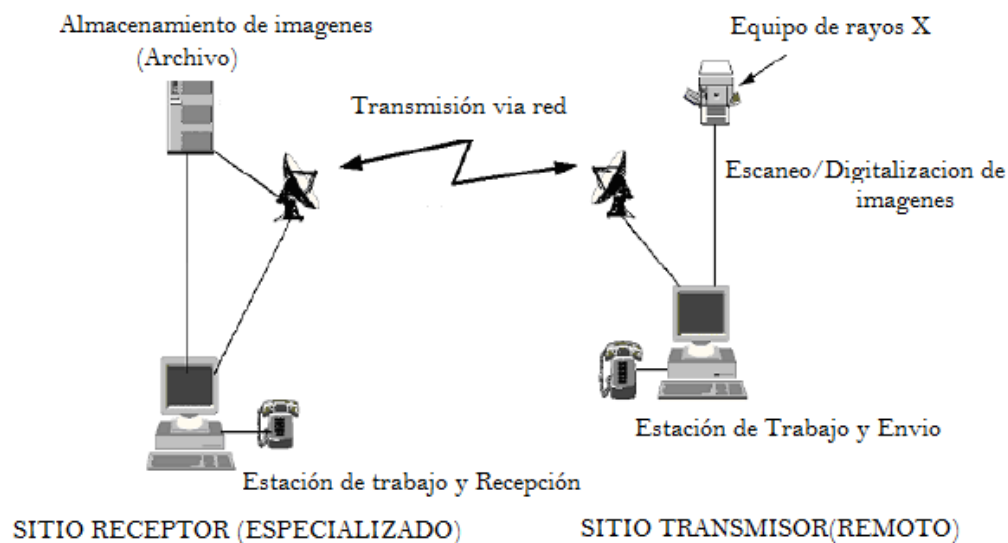 Almacenamiento de imagenes
(Archivo)
Equipo de rayos X
Transmisión via red
Escaneo/Digitalizacion de
imagenes
Estación de Trabajo y Envio
Estación de trabajo y Recepción
SITIO RECEPTOR (ESPECIALIZADO)
SITIO TRANSMISOR(REMOTO)